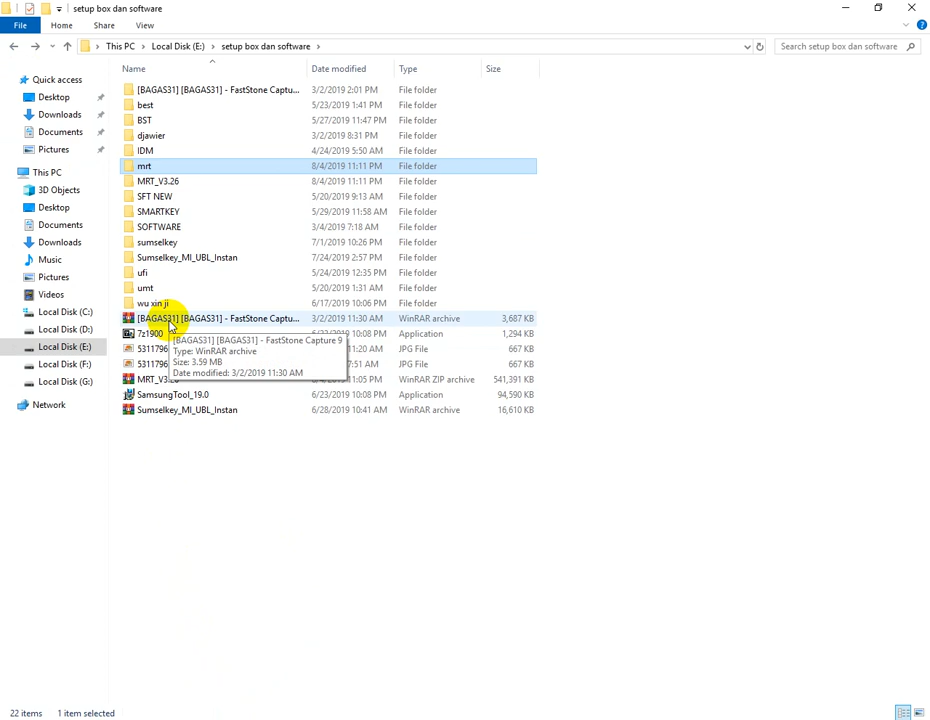 setup box dan software
File Home Share View
This PC Local Disk (E:) setup box dan software Search setup box dan software
Name Date modified Type Size
Quick access
Desktop
Downloads
Documents
Pictures
This PC
3D Objects
Desktop
Documents
Downloads
Music
Pictures
Videos
Local Disk (C:)
Local Disk (D:)
Local Disk (E:)
Local Disk (F:)
Local Disk (G:)
Network
[BAGAS31] [BAGAS31] - FastStone Captu... 3/2/2019 2:01 PM File folder
best 5/23/2019 1:41 PM File folder
BST 5/27/2019 11:47 PM File folder
djawier 3/2/2019 8:31 PM File folder
IDM 4/24/2019 5:50 AM File folder
mrt 8/4/2019 11:11 PM File folder
MRT_V3.26 8/4/2019 11:11 PM File folder
SFT NEW 5/20/2019 9:13 AM File folder
SMARTKEY 5/29/2019 11:58 AM File folder
SOFTWARE 3/4/2019 7:18 AM File folder
sumselkey 7/1/2019 10:26 PM File folder
Sumselkey_MI_UBL_Instan 7/24/2019 2:57 PM File folder
ufi 5/24/2019 12:35 PM File folder
umt 5/20/2019 1:31 AM File folder
wu xin ji 6/17/2019 10:06 PM File folder
[BAGAS31] [BAGAS31] - FastStone Captu... 3/2/2019 11:30 AM WinRAR archive 3,687 KB
7z1900 10:08 PM Application 1,294 KB
5311796 11:20 AM JPG File 667 KB
5311796 7:51 AM JPG File 667 KB
11:05 PM WinRAR ZIP archive 541,391 KB
SamsungTool_19.0 6/23/2019 10:08 PM Application 94,590 KB
Sumselkey_MI_UBL_Instan 6/28/2019 10:41 AM WinRAR archive 16,610 KB
[BAGAS31] [BAGAS31] - FastStone Capture 9
Type: WinRAR archive
Size: 3.59 MB
Date modified: 3/2/2019 11:30 AM
22 items 1 item selected